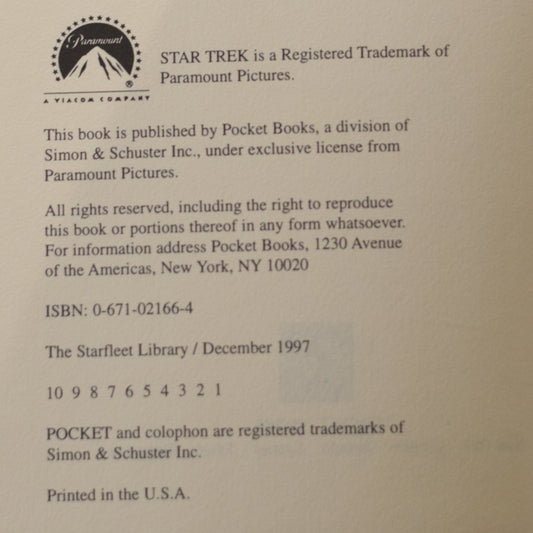 Paramount
®
A VIACOM COMPANY
STAR TREK is a Registered Trademark of
Paramount Pictures.
This book is published by Pocket Books, a division of
Simon & Schuster Inc., under exclusive license from
Paramount Pictures.
All rights reserved, including the right to reproduce
this book or portions thereof in any form whatsoever.
For information address Pocket Books, 1230 Avenue
of the Americas, New York, NY 10020
ISBN: 0-671-02166-4
The Starfleet Library / December 1997
10 9 8 7 6 5 4 3 2 1
POCKET and colophon are registered trademarks of
Simon & Schuster Inc.
Printed in the U.S.A.